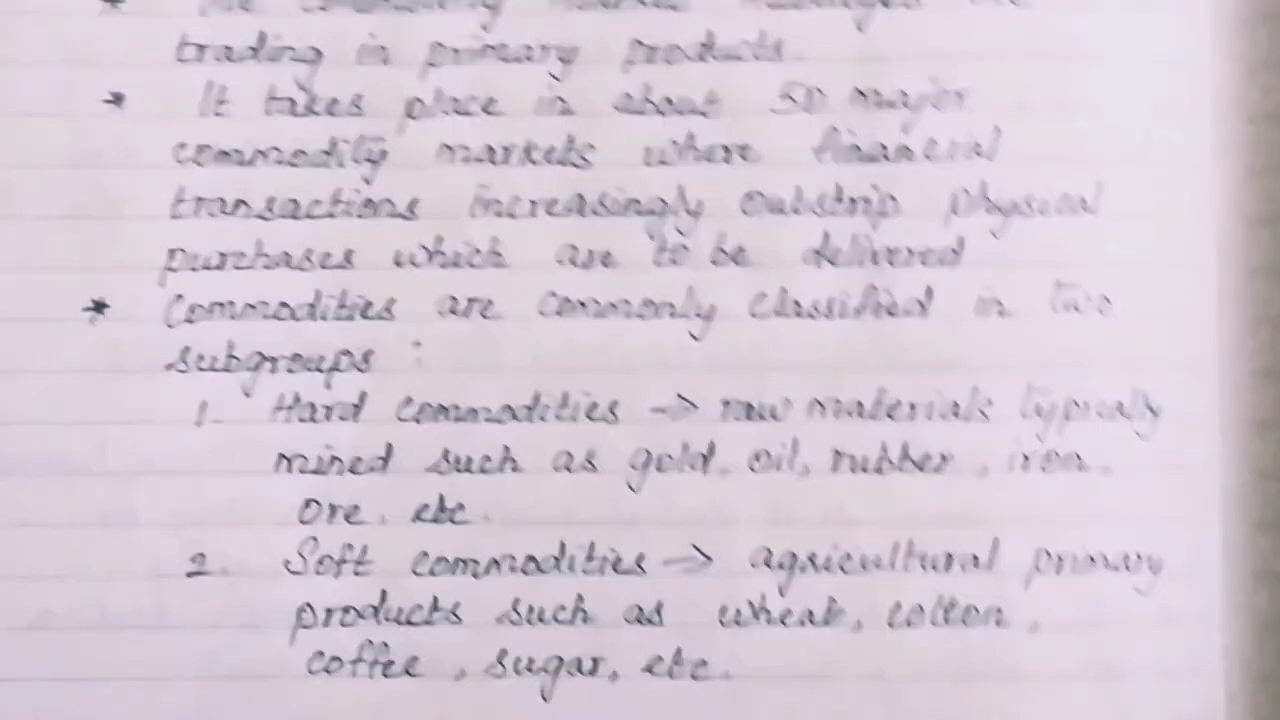 trading in primary products.
* It takes place in about 50 major
commodity markets where financial
transactions increasingly outstrip physical
purchases which are to be delivered
* Commodities are commonly classified in two
subgroups :
1. Hard commodities → raw materials typically
mined such as gold, oil, rubber, iron.
ore, etc.
2. Soft commodities → agricultural primary
products such as wheat, cotton,
coffee, sugar, etc.